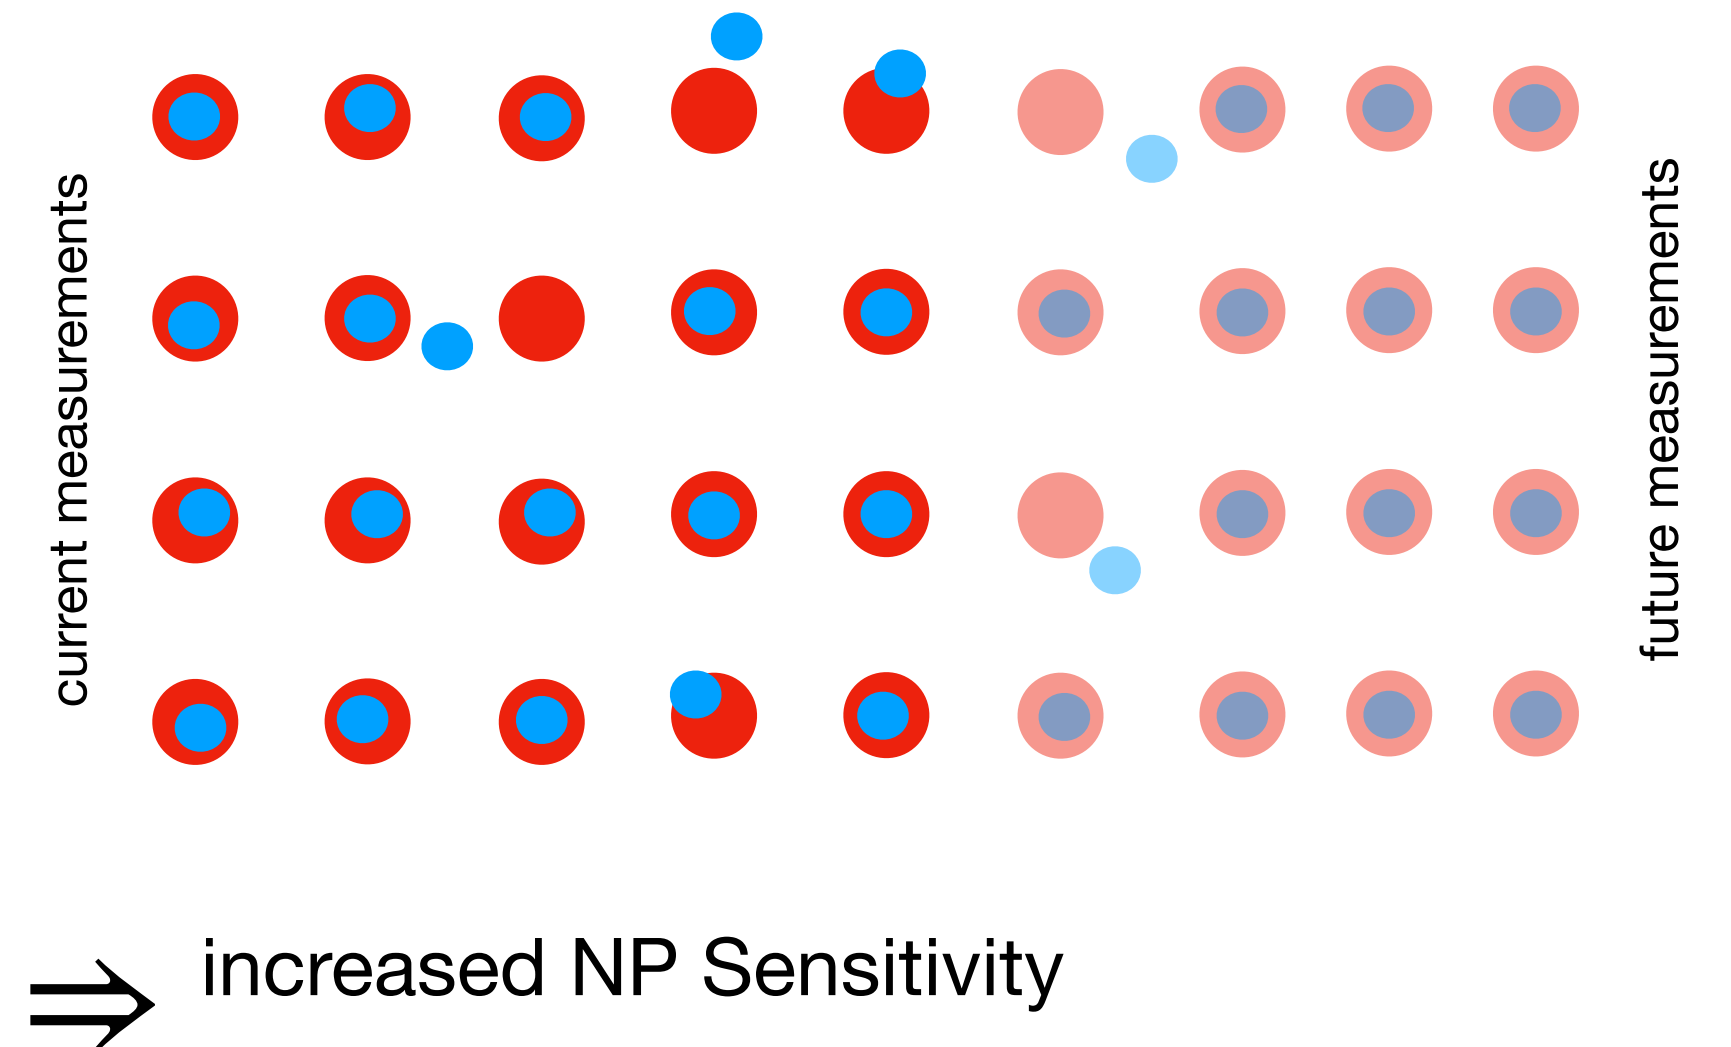 current measurements
future measurements
⇒ increased NP Sensitivity